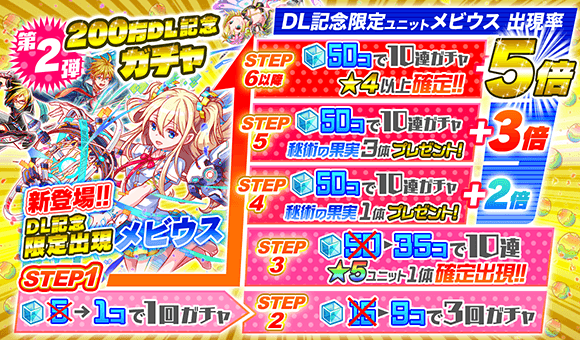 第2弾
200万DL記念
ガチャ
DL記念限定ユニットメビウス 出現率
STEP
6以降
50コで10連ガチャ
★4以上確定!!
5倍
STEP
5
50コで10連ガチャ
秘術の果実3体プレゼント!
+3倍
STEP
4
50コで10連ガチャ
秘術の果実1体プレゼント!
+2倍
新登場!!
DL記念
限定出現
メビウス
STEP
3
50▶35コで10連
★5ユニット1体確定出現!!
STEP1
5→1コで1回ガチャ
STEP
2
15▶9コで3回ガチャ